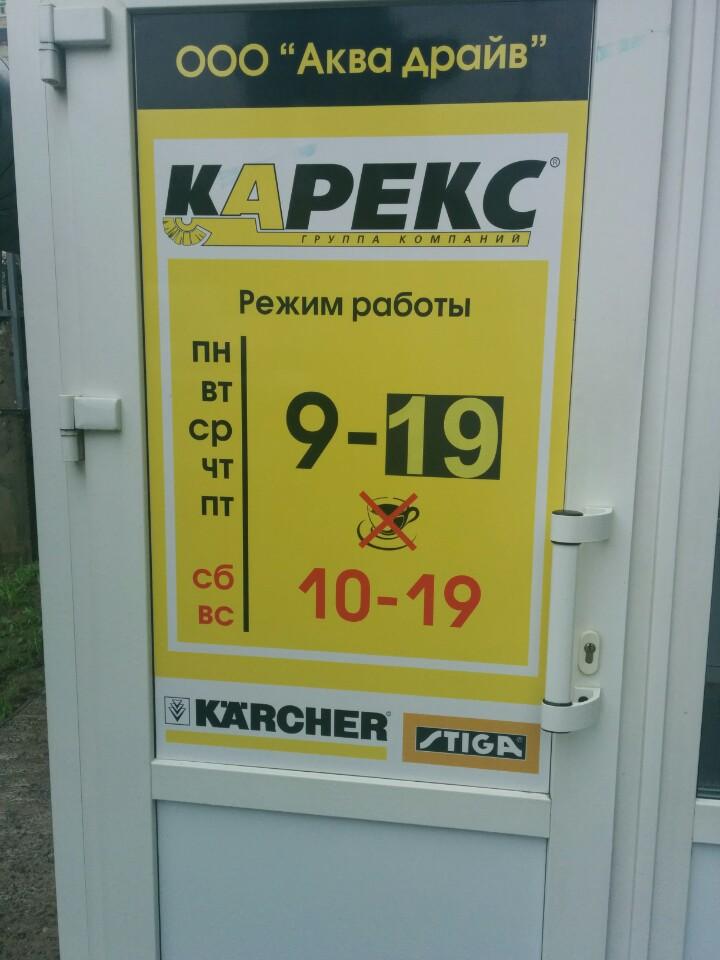 ООО “Аква драйв”
КАРЕКС®
ГРУППА КОМПАНИЙ
Режим работы
пн
вт
ср
чт
пт
9-19
сб
вс
10-19
KÄRCHER®
STIGA